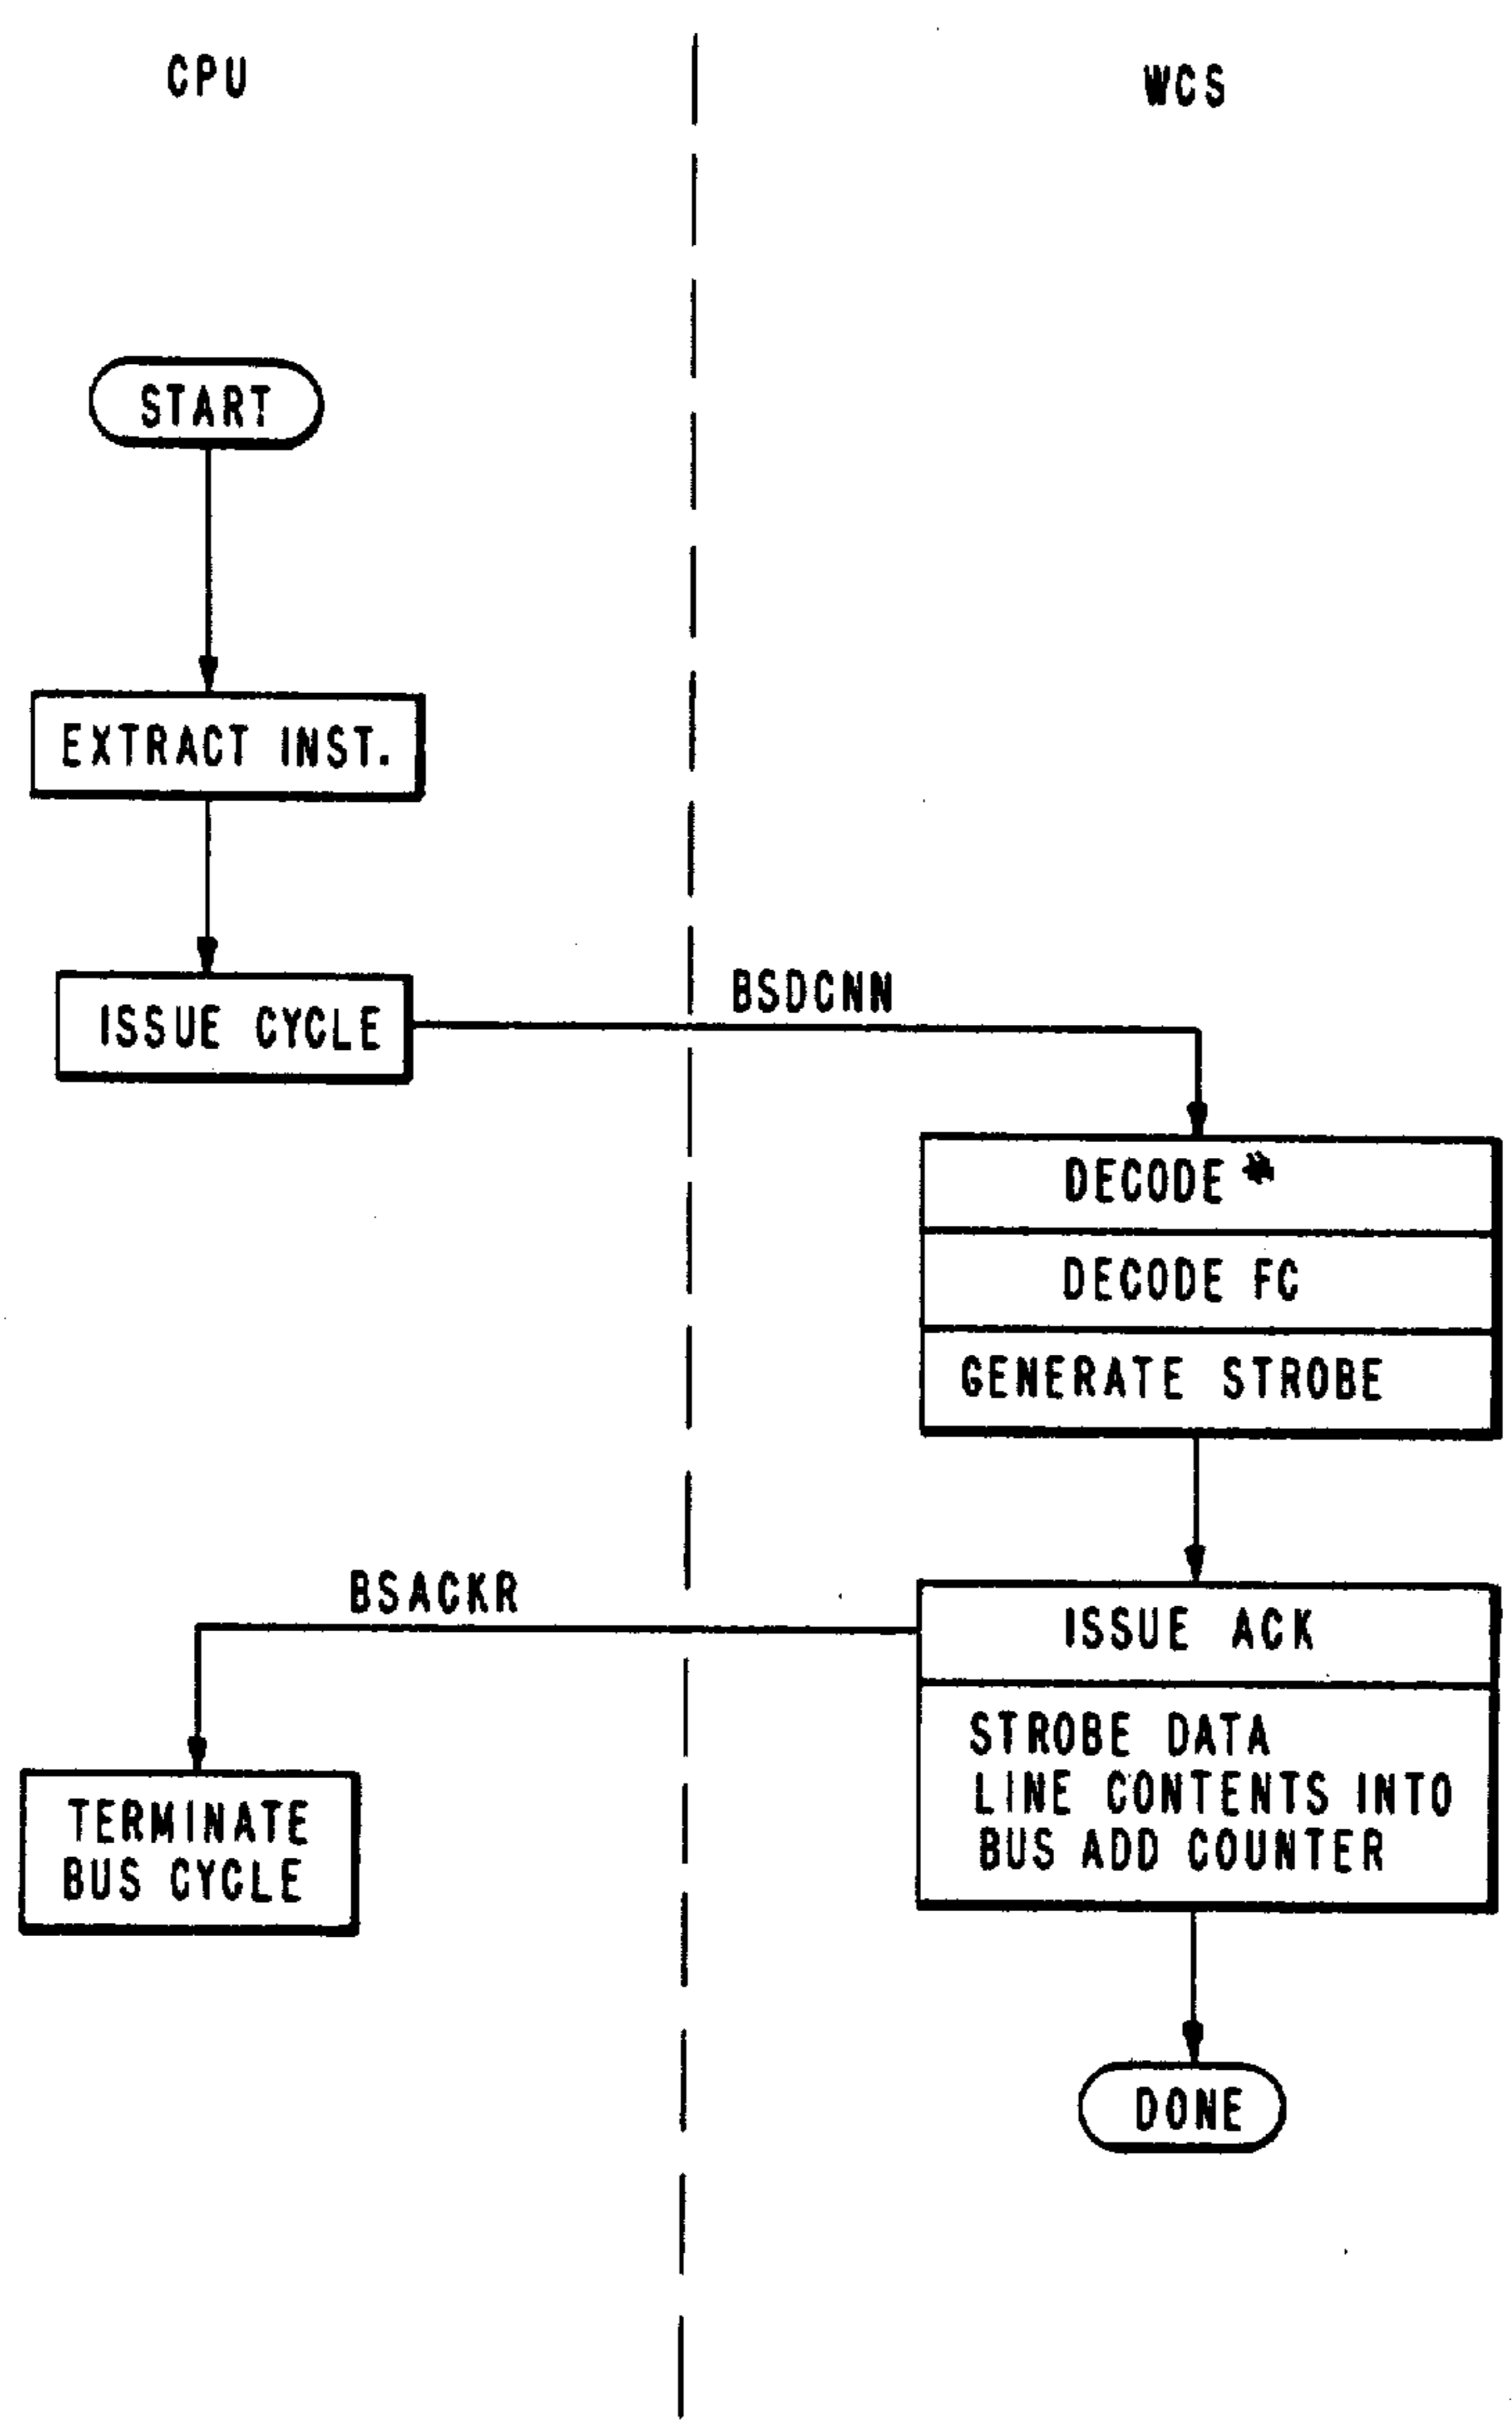 CPU
WCS
START
EXTRACT INST.
ISSUE CYCLE
BSDCNN
DECODE *
DECODE FC
GENERATE STROBE
BSACKR
ISSUE ACK
STROBE DATA
LINE CONTENTS INTO
BUS ADD COUNTER
TERMINATE
BUS CYCLE
DONE